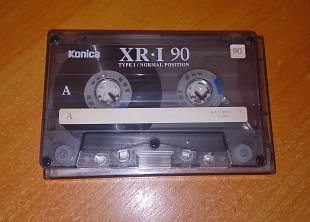 Konica XR·I 90
TYPE I / NORMAL POSITION
90
A
A